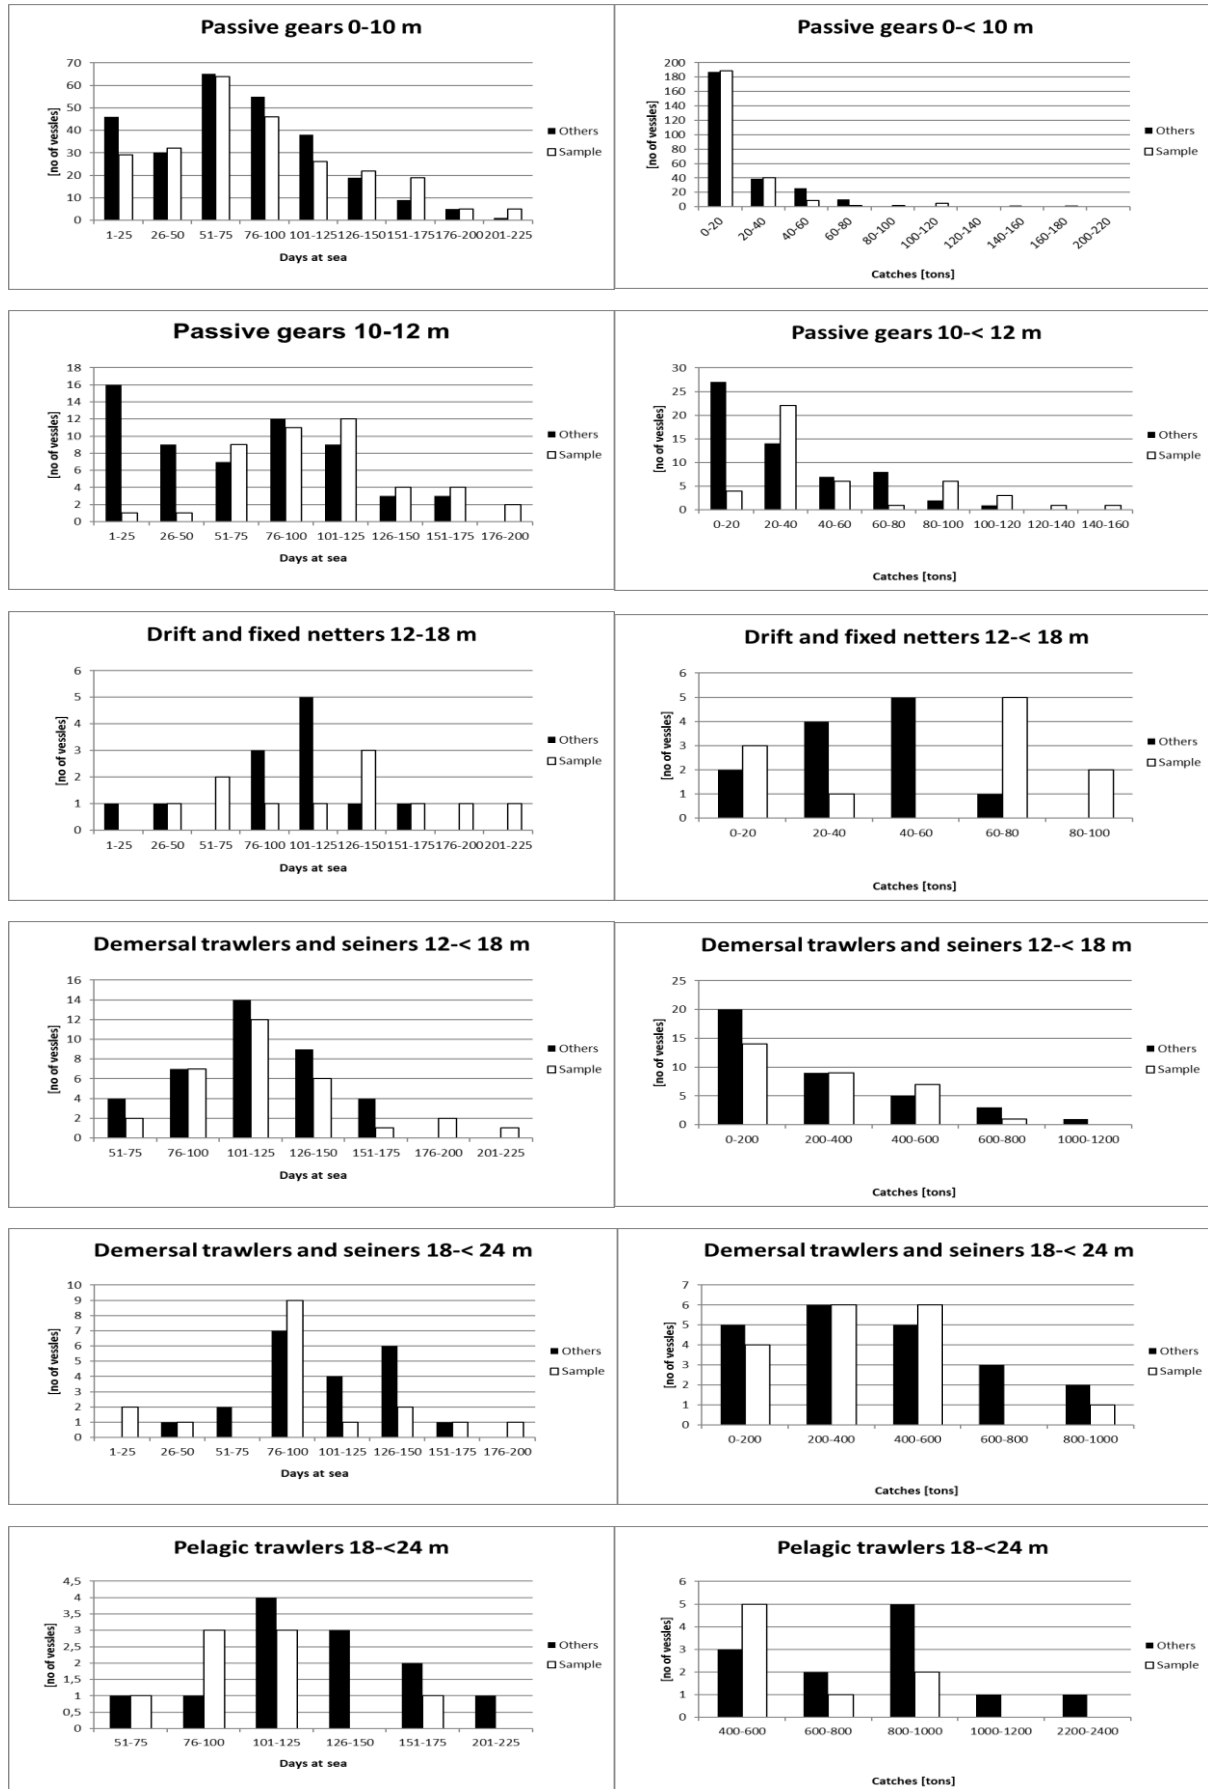 Passive gears 0-10 m
[no of vessles]
70
60
50
40
30
20
10
0
1-25 26-50 51-75 76-100 101-125 126-150 151-175 176-200 201-225
Days at sea
Others
Sample
Passive gears 0-< 10 m
[no of vessles]
200
180
160
140
120
100
80
60
40
20
0
0-20 20-40 40-60 60-80 80-100 100-120 120-140 140-160 160-180 200-220
Catches [tons]
Others
Sample
Passive gears 10-12 m
[no of vessles]
18
16
14
12
10
8
6
4
2
0
1-25 26-50 51-75 76-100 101-125 126-150 151-175 176-200
Days at sea
Others
Sample
Passive gears 10-< 12 m
[no of vessles]
30
25
20
15
10
5
0
0-20 20-40 40-60 60-80 80-100 100-120 120-140 140-160
Catches [tons]
Others
Sample
Drift and fixed netters 12-18 m
[no of vessles]
6
5
4
3
2
1
0
1-25 26-50 51-75 76-100 101-125 126-150 151-175 176-200 201-225
Days at sea
Others
Sample
Drift and fixed netters 12-< 18 m
[no of vessles]
6
5
4
3
2
1
0
0-20 20-40 40-60 60-80 80-100
Catches [tons]
Others
Sample
Demersal trawlers and seiners 12-< 18 m
[no of vessles]
16
14
12
10
8
6
4
2
0
51-75 76-100 101-125 126-150 151-175 176-200 201-225
Days at sea
Others
Sample
Demersal trawlers and seiners 12-< 18 m
[no of vessles]
25
20
15
10
5
0
0-200 200-400 400-600 600-800 1000-1200
Catches [tons]
Others
Sample
Demersal trawlers and seiners 18-< 24 m
[no of vessles]
10
9
8
7
6
5
4
3
2
1
0
1-25 26-50 51-75 76-100 101-125 126-150 151-175 176-200
Days at sea
Others
Sample
Demersal trawlers and seiners 18-< 24 m
[no of vessles]
7
6
5
4
3
2
1
0
0-200 200-400 400-600 600-800 800-1000
Catches [tons]
Others
Sample
Pelagic trawlers 18-<24 m
[no of vessles]
4,5
4
3,5
3
2,5
2
1,5
1
0,5
0
51-75 76-100 101-125 126-150 151-175 201-225
Days at sea
Others
Sample
Pelagic trawlers 18-<24 m
[no of vessles]
6
5
4
3
2
1
0
400-600 600-800 800-1000 1000-1200 2200-2400
Catches [tons]
Others
Sample